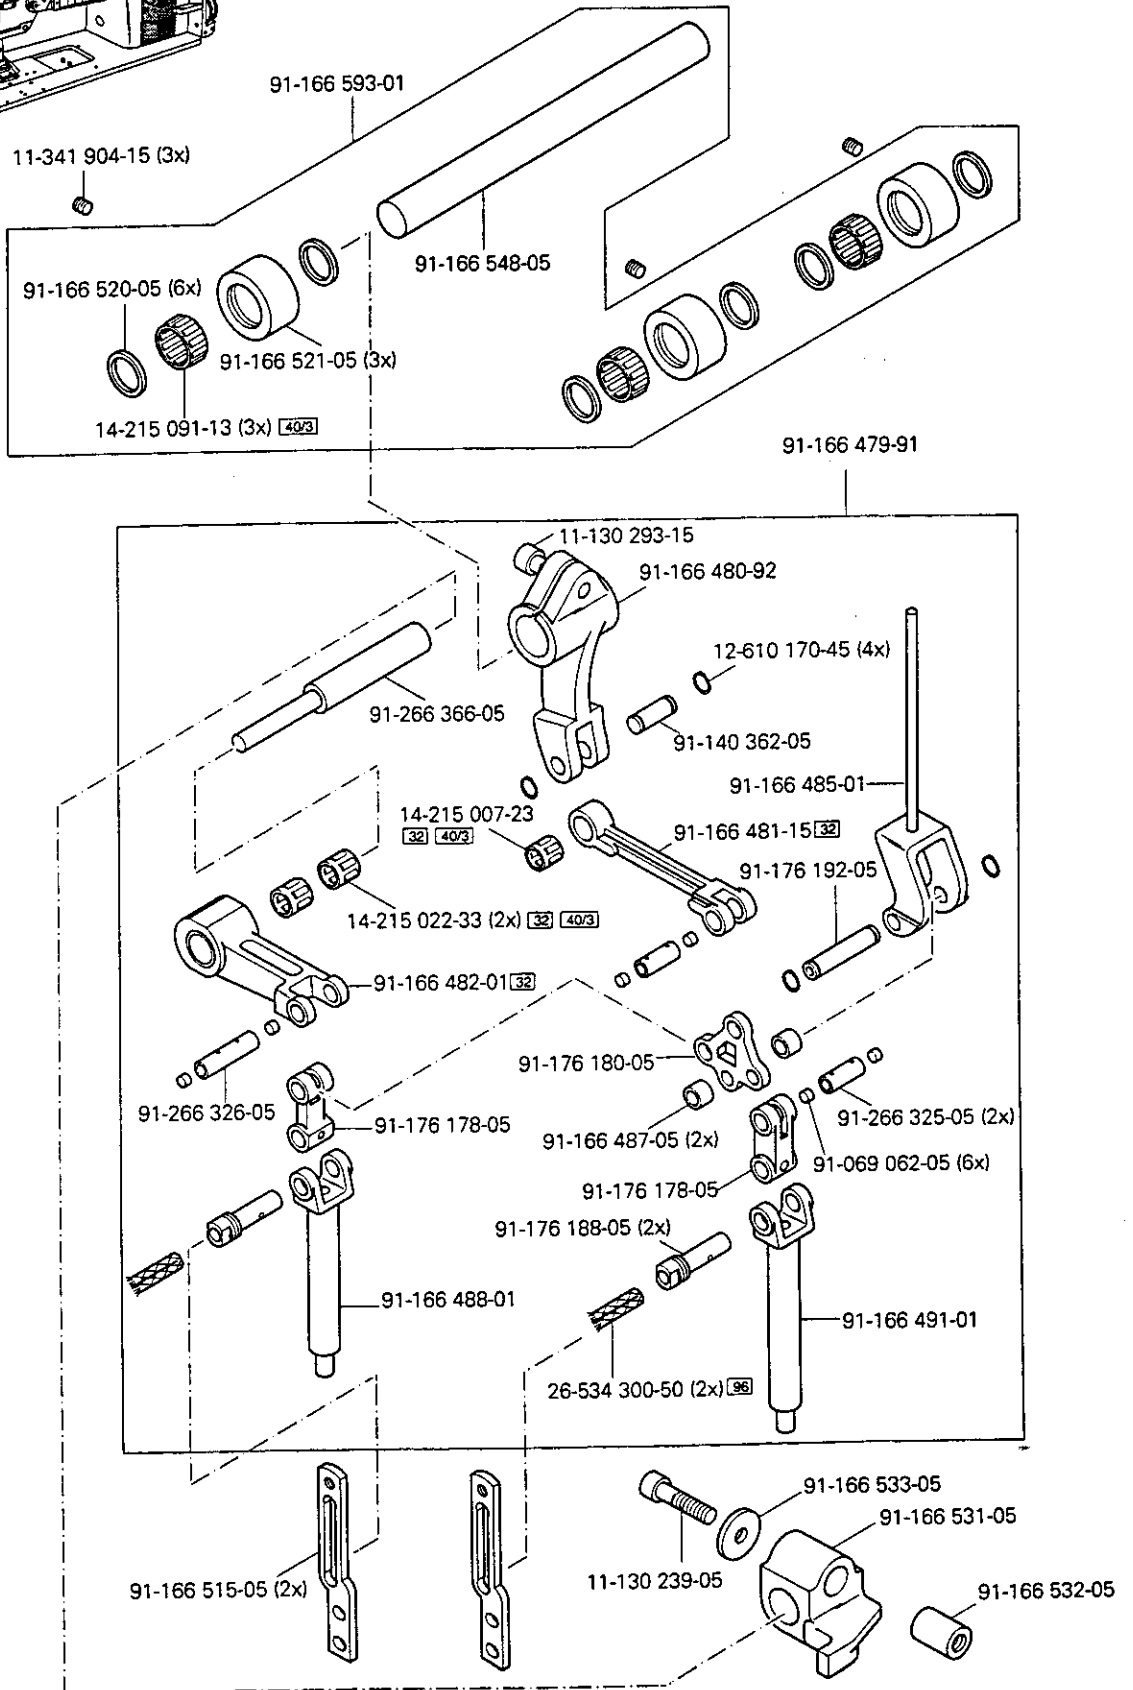 91-166 593-01
11-341 904-15 (3x)
91-166 548-05
91-166 520-05 (6x)
91-166 521-05 (3x)
14-215 091-13 (3x) 40/3
91-166 479-91
11-130 293-15
91-166 480-92
12-610 170-45 (4x)
91-266 366-05
91-140 362-05
91-166 485-01
14-215 007-23
32 40/3
91-166 481-15 32
91-176 192-05
14-215 022-33 (2x) 32 40/3
91-166 482-01 32
91-176 180-05
91-266 326-05
91-176 178-05
91-266 325-05 (2x)
91-166 487-05 (2x)
91-069 062-05 (6x)
91-176 178-05
91-176 188-05 (2x)
91-166 488-01
91-166 491-01
26-534 300-50 (2x) 96
91-166 533-05
91-166 531-05
11-130 239-05
91-166 515-05 (2x)
91-166 532-05